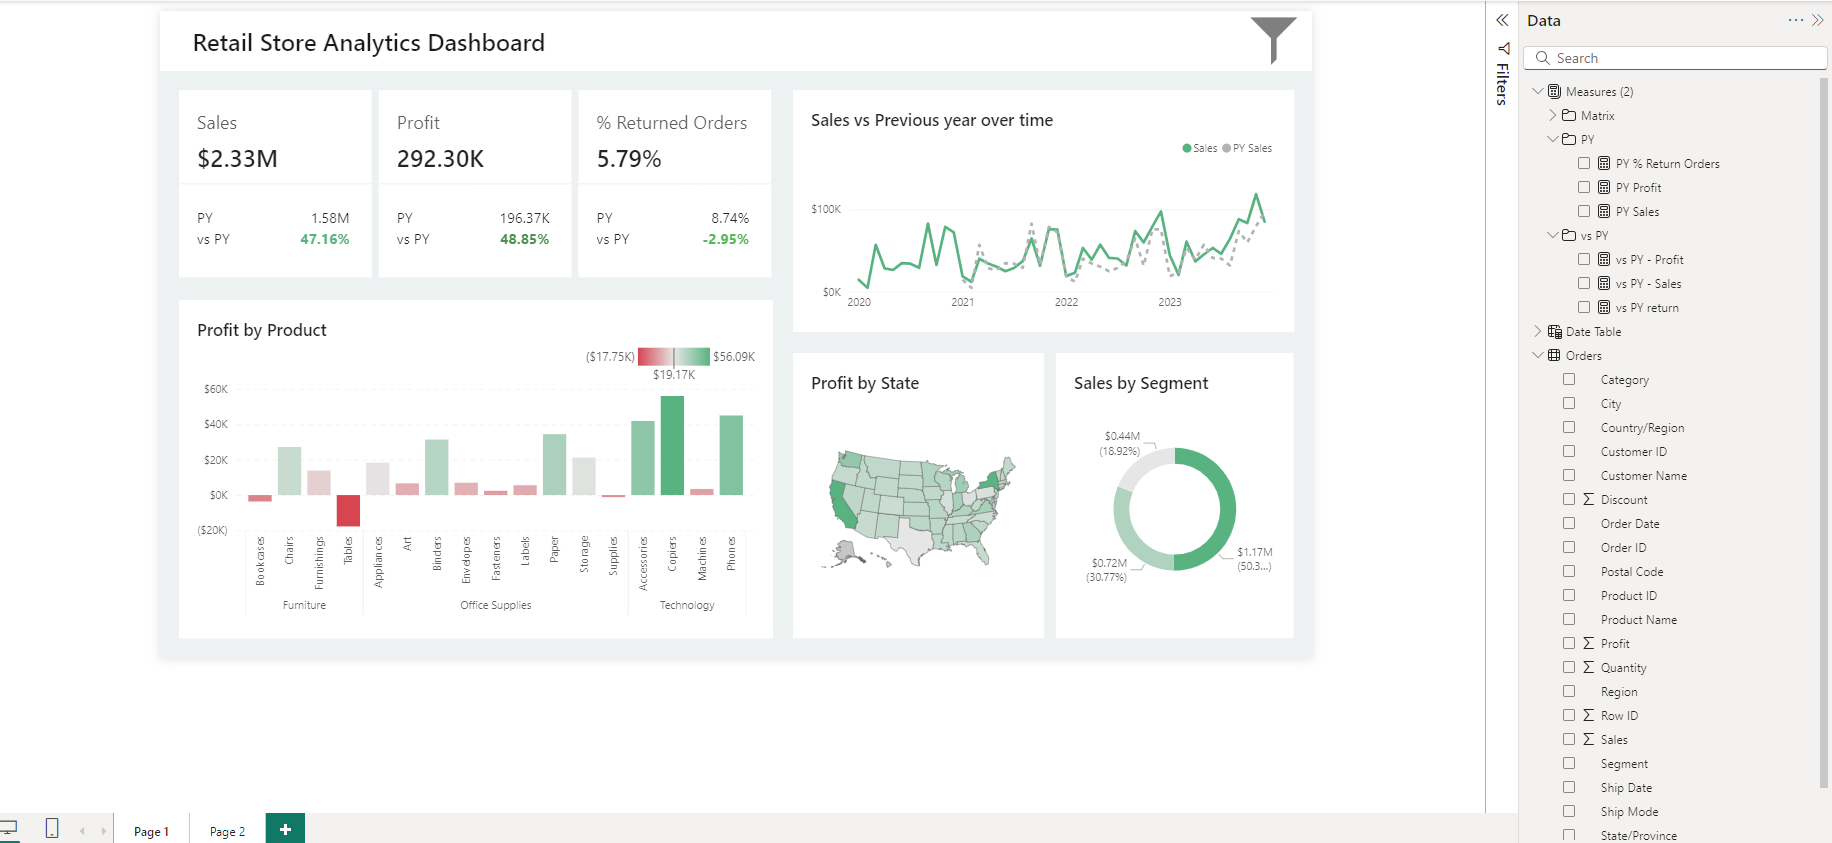 Retail Store Analytics Dashboard
Sales
$2.33M
PY 1.58M
vs PY 47.16%
Profit
292.30K
PY 196.37K
vs PY 48.85%
% Returned Orders
5.79%
PY 8.74%
vs PY -2.95%
Sales vs Previous year over time
Sales PY Sales
$100K
$0K
2020 2021 2022 2023
Profit by Product
($17.75K) $56.09K
$19.17K
$60K
$40K
$20K
$0K
($20K)
Bookcases
Chairs
Furnishings
Tables
Appliances
Art
Binders
Envelopes
Fasteners
Labels
Paper
Storage
Supplies
Accessories
Copiers
Machines
Phones
Furniture Office Supplies Technology
Profit by State
Sales by Segment
$0.44M
(18.92%)
$0.72M
(30.77%)
$1.17M
(50.3...)
Page 1 Page 2 +
Filters
Data
Search
Measures (2)
Matrix
PY
PY % Return Orders
PY Profit
PY Sales
vs PY
vs PY - Profit
vs PY - Sales
vs PY return
Date Table
Orders
Category
City
Country/Region
Customer ID
Customer Name
∑ Discount
Order Date
Order ID
Postal Code
Product ID
Product Name
∑ Profit
∑ Quantity
Region
∑ Row ID
∑ Sales
Segment
Ship Date
Ship Mode
State/Province